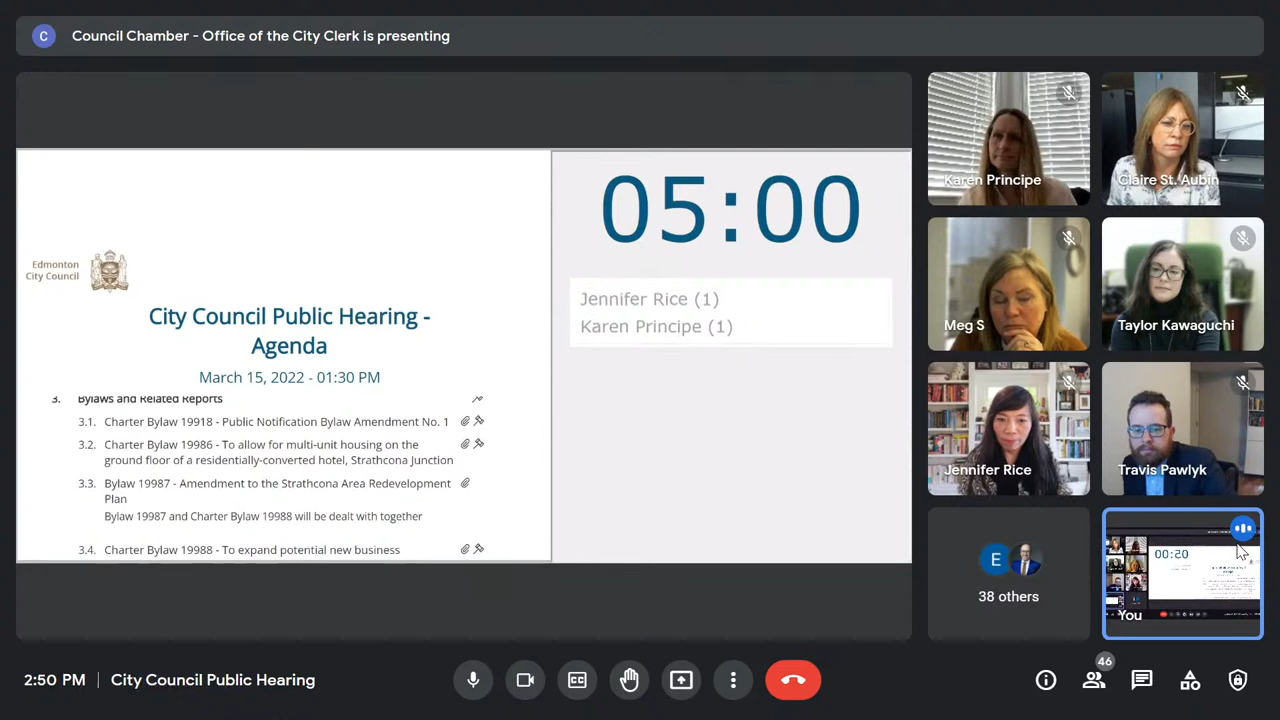 C
Council Chamber - Office of the City Clerk is presenting
Edmonton
City Council
City Council Public Hearing -
Agenda
March 15, 2022 - 01:30 PM
3. Bylaws and Related Reports
3.1. Charter Bylaw 19918 - Public Notification Bylaw Amendment No. 1
3.2. Charter Bylaw 19986 - To allow for multi-unit housing on the
ground floor of a residentially-converted hotel, Strathcona Junction
3.3. Bylaw 19987 - Amendment to the Strathcona Area Redevelopment
Plan
Bylaw 19987 and Charter Bylaw 19988 will be dealt with together
3.4. Charter Bylaw 19988 - To expand potential new business
05:00
Jennifer Rice (1)
Karen Principe (1)
Karen Principe
Claire St. Aubin
Meg S
Taylor Kawaguchi
Jennifer Rice
Travis Pawlyk
E
38 others
05:00
You
2:50 PM | City Council Public Hearing
CC
46